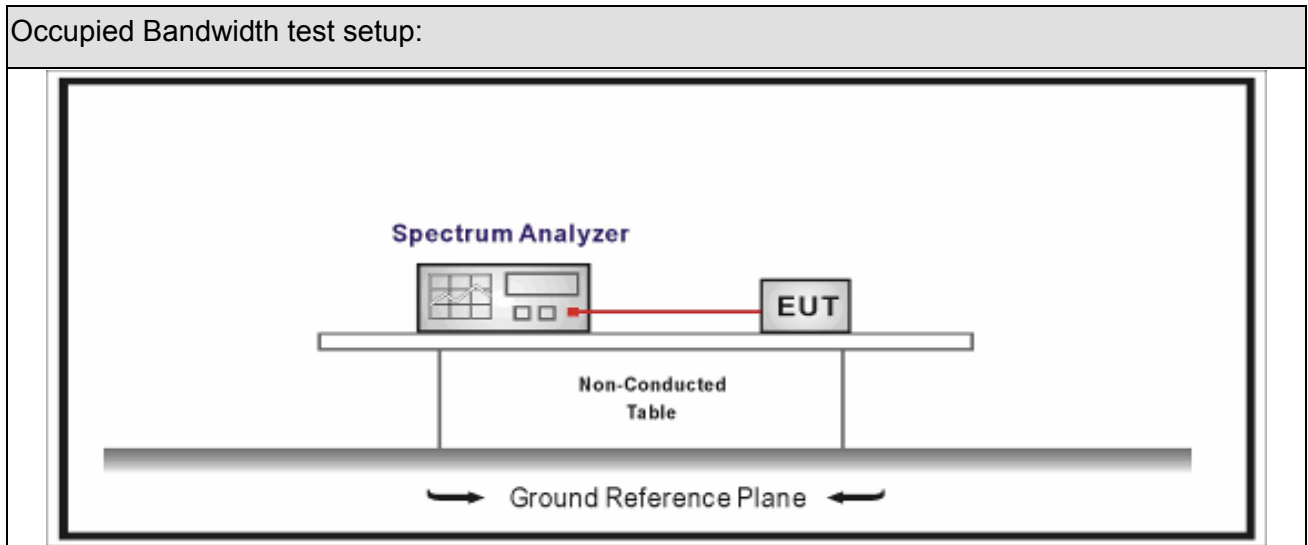 Occupied Bandwidth test setup:
Spectrum Analyzer
EUT
Non-Conducted
Table
Ground Reference Plane